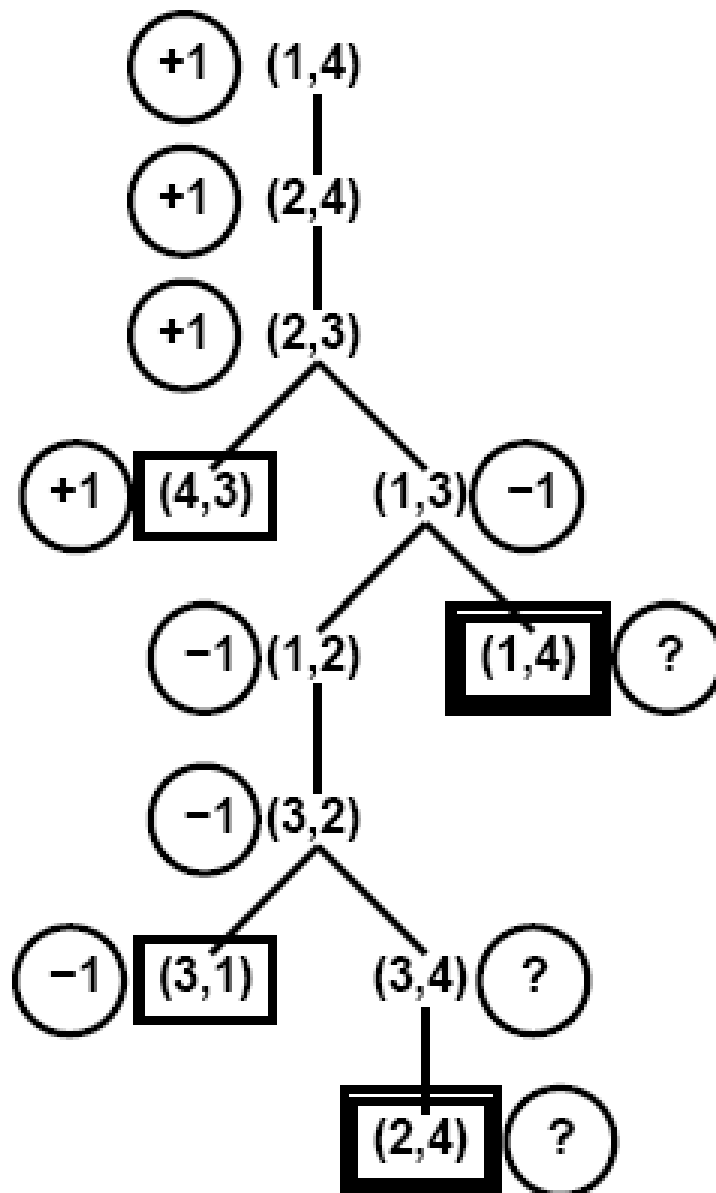 +1 (1,4)
+1 (2,4)
+1 (2,3)
+1 (4,3) (1,3) −1
−1 (1,2) (1,4) ?
−1 (3,2)
−1 (3,1) (3,4) ?
(2,4) ?